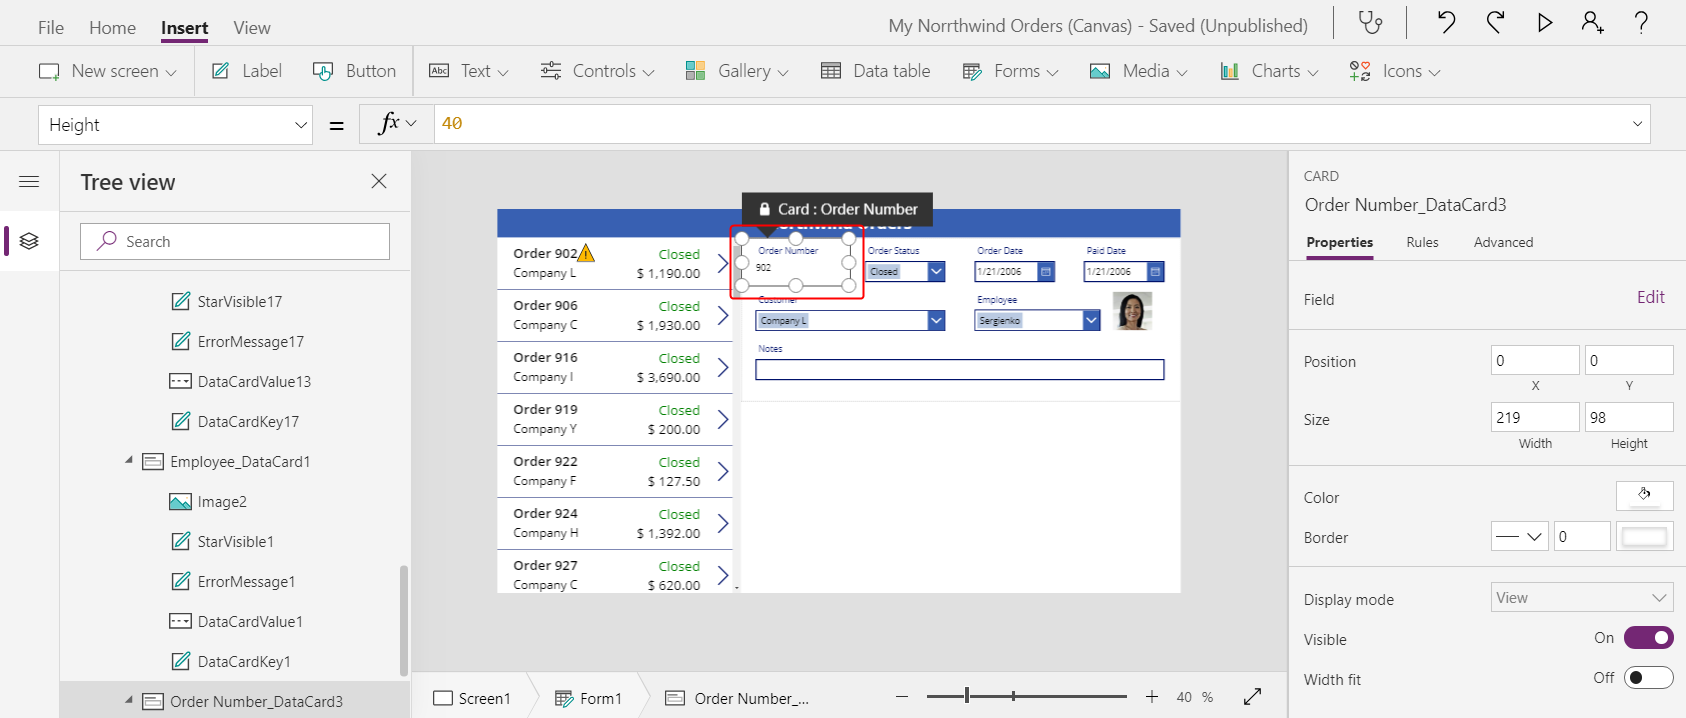 File Home Insert View My Norrthwind Orders (Canvas) - Saved (Unpublished)
New screen Label Button Abc Text Controls Gallery Data table Forms Media Charts Icons
Height = fx 40
Tree view
Search
StarVisible17
ErrorMessage17
DataCardValue13
DataCardKey17
Employee_DataCard1
Image2
StarVisible1
ErrorMessage1
DataCardValue1
DataCardKey1
Order Number_DataCard3
Card : Order Number
Order 902 Closed
Company L $ 1,190.00
Order 906 Closed
Company C $ 1,930.00
Order 916 Closed
Company I $ 3,690.00
Order 919 Closed
Company Y $ 200.00
Order 922 Closed
Company F $ 127.50
Order 924 Closed
Company H $ 1,392.00
Order 927 Closed
Company C $ 620.00
Order Number Order Status Order Date Paid Date
902 Closed 1/21/2006 1/21/2006
Customer Employee
Company L Sergienko
Notes
Screen1 Form1 Order Number_... 40 %
CARD
Order Number_DataCard3
Properties Rules Advanced
Field Edit
Position 0 0
X Y
Size 219 98
Width Height
Color
Border 0
Display mode View
Visible On
Width fit Off